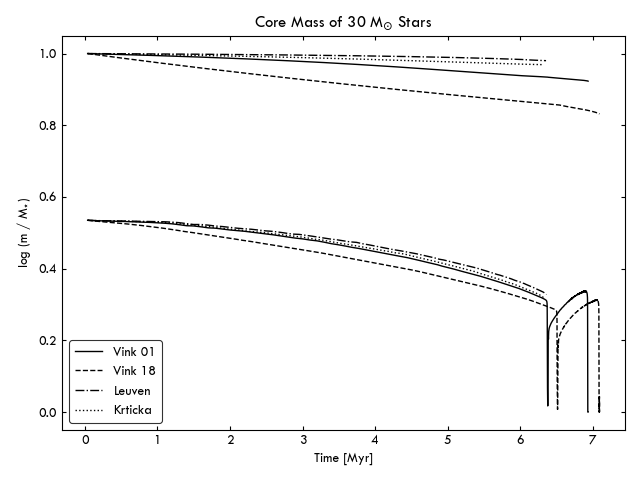 Core Mass of 30 M⊙ Stars
log (m / M⋆)
1.0
0.8
0.6
0.4
0.2
0.0
Vink 01
Vink 18
Leuven
Krticka
0 1 2 3 4 5 6 7
Time [Myr]